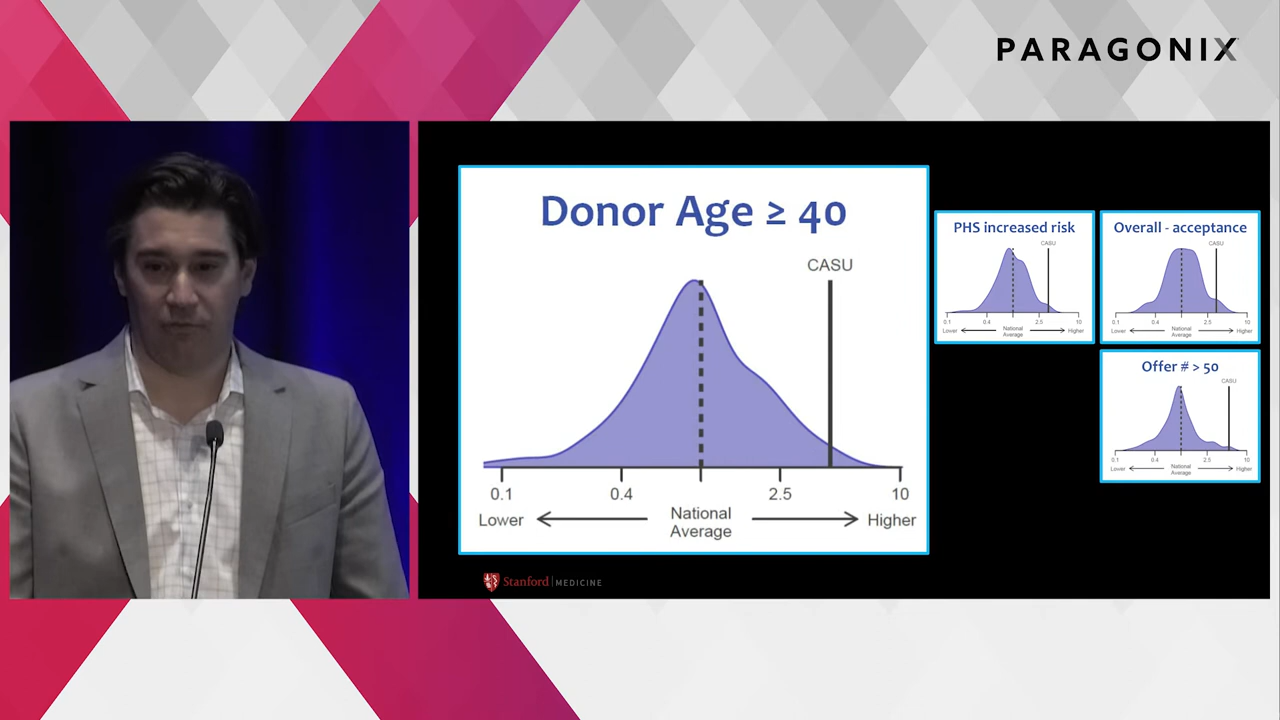 PARAGONIX
Donor Age ≥ 40
CASU
0.1 0.4 2.5 10
Lower National Average Higher
PHS increased risk
CASU
0.1 0.4 2.5 10
Lower National Average Higher
Overall - acceptance
CASU
0.1 0.4 2.5 10
Lower National Average Higher
Offer # > 50
CASU
0.1 0.4 2.5 10
Lower National Average Higher
Stanford MEDICINE